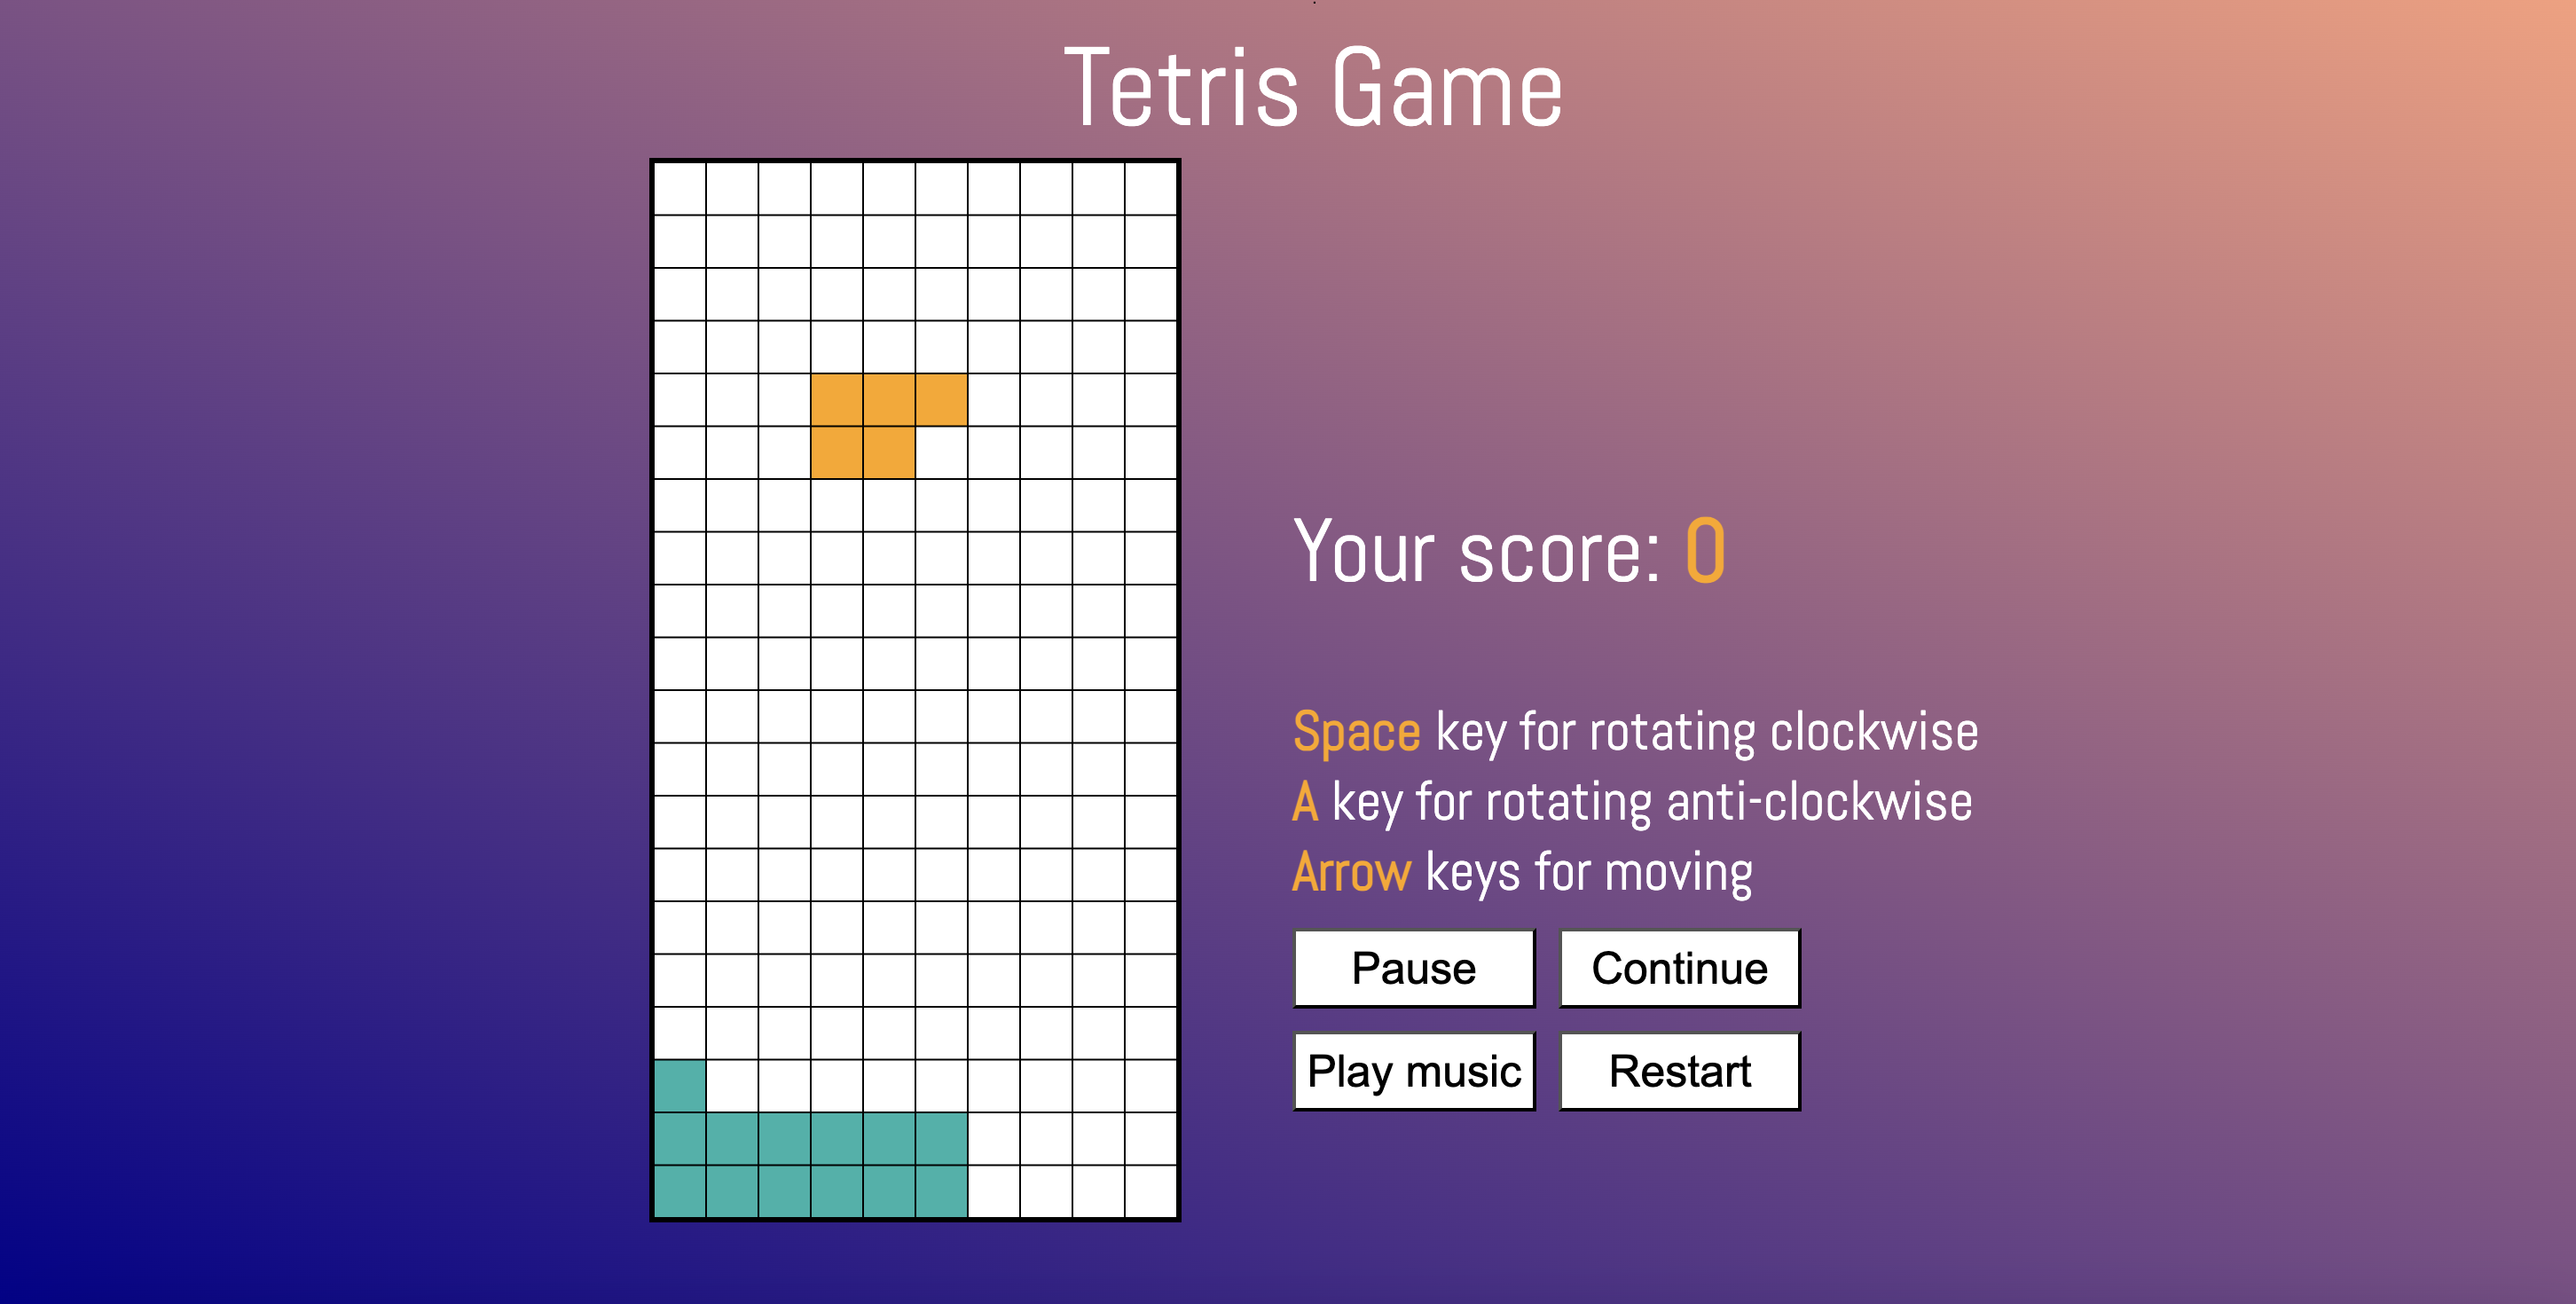 Tetris Game
Your score: 0
Space key for rotating clockwise
A key for rotating anti-clockwise
Arrow keys for moving
Pause Continue
Play music Restart